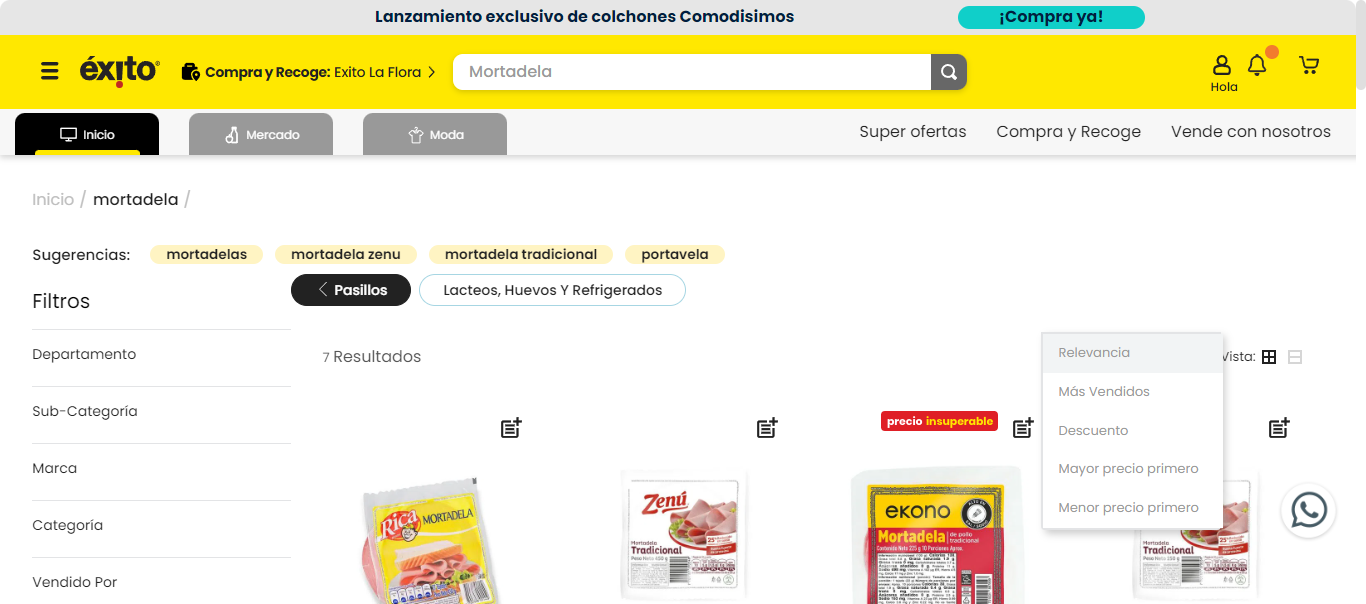 Lanzamiento exclusivo de colchones Comodisimos
¡Compra ya!
éxito
Compra y Recoge: Exito La Flora
Mortadela
Hola
Inicio
Mercado
Moda
Super ofertas
Compra y Recoge
Vende con nosotros
Inicio / mortadela /
Sugerencias:
mortadelas
mortadela zenu
mortadela tradicional
portavela
Filtros
Pasillos
Lacteos, Huevos Y Refrigerados
Departamento
Sub-Categoría
Marca
Categoría
Vendido Por
7 Resultados
Relevancia
Más Vendidos
Descuento
Mayor precio primero
Menor precio primero
Vista:
precio insuperable
Rica
MORTADELA
Zenú
Mortadela
Tradicional
ekono
Mortadela de pollo tradicional
Mortadela
Tradicional